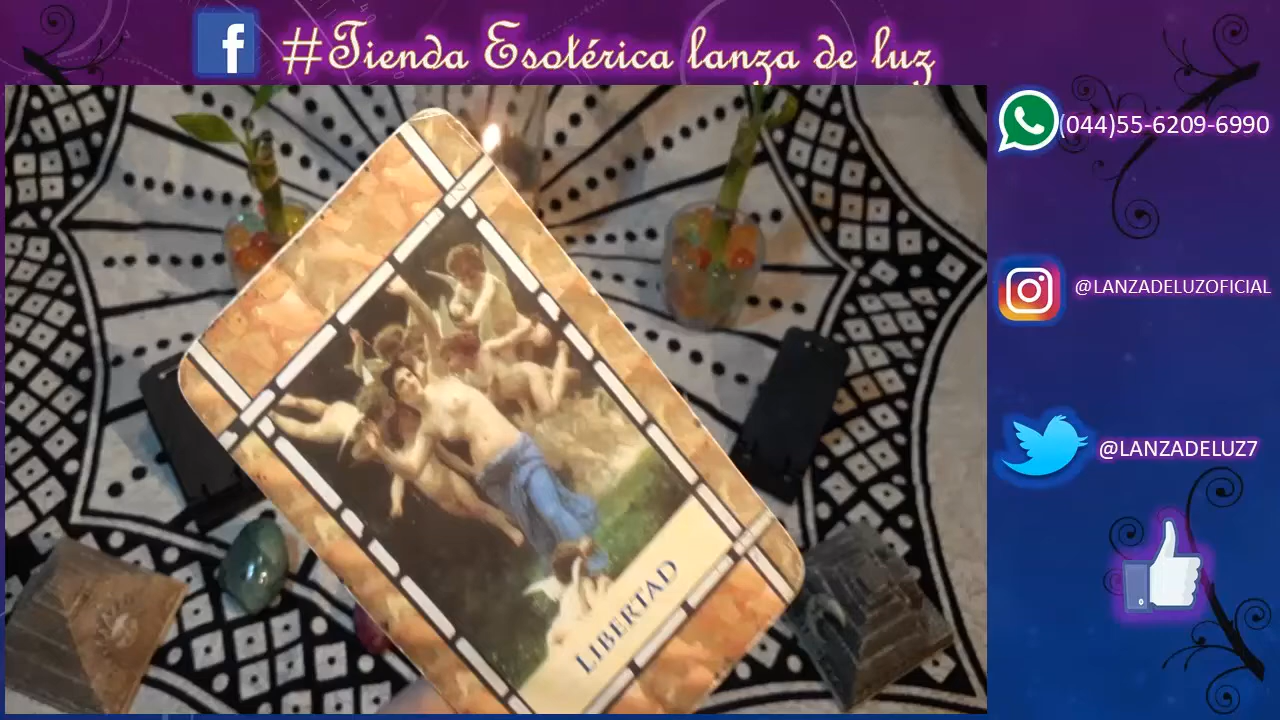 #Tienda Esotérica lanza de luz
(044)55-6209-6990
@LANZADELUZOFICIAL
@LANZADELUZ7
LIBERTAD